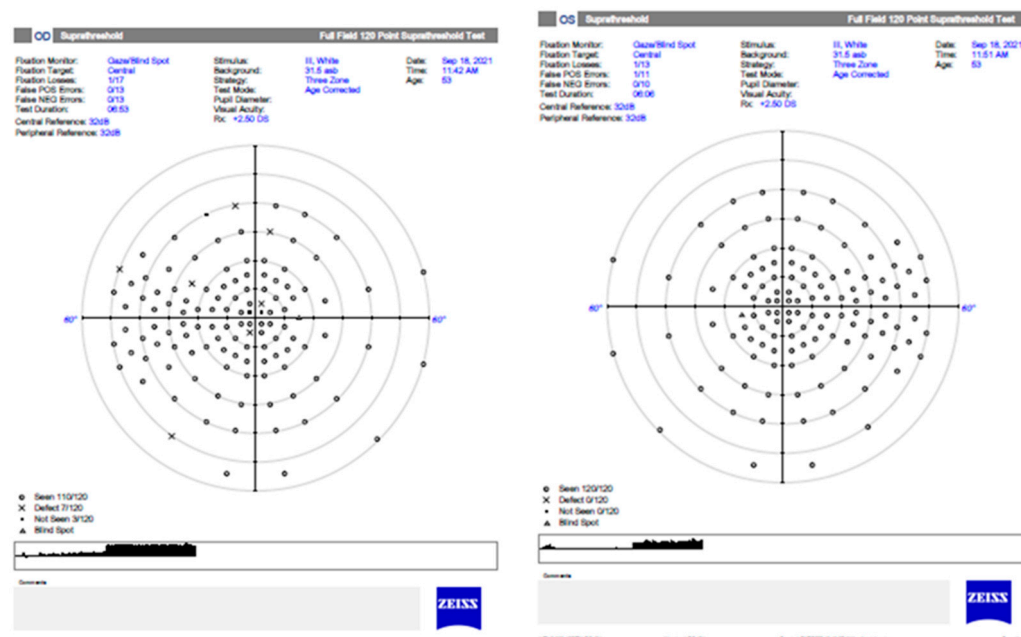 OD Suprathreshold Full Field 120 Point Suprathreshold Test
Fixation Monitor: Gaze/Blind Spot
Fixation Target: Central
Fixation Losses: 1/17
False POS Errors: 0/13
False NEG Errors: 0/13
Test Duration: 06:53
Central Reference: 32dB
Peripheral Reference: 32dB
Stimulus: III, White
Background: 31.5 asb
Strategy: Three Zone
Test Mode: Age Corrected
Pupil Diameter:
Visual Acuity:
Rx: +2.50 DS
Date: Sep 18, 2021
Time: 11:42 AM
Age: 53
60°
60°
Seen 110/120
Defect 7/120
Not Seen 3/120
Blind Spot
Comments
ZEISS
OS Suprathreshold Full Field 120 Point Suprathreshold Test
Fixation Monitor: Gaze/Blind Spot
Fixation Target: Central
Fixation Losses: 1/13
False POS Errors: 1/11
False NEG Errors: 0/10
Test Duration: 06:06
Central Reference: 32dB
Peripheral Reference: 32dB
Stimulus: III, White
Background: 31.5 asb
Strategy: Three Zone
Test Mode: Age Corrected
Pupil Diameter:
Visual Acuity:
Rx: +2.50 DS
Date: Sep 18, 2021
Time: 11:51 AM
Age: 53
60°
60°
Seen 120/120
Defect 0/120
Not Seen 0/120
Blind Spot
Comments
ZEISS